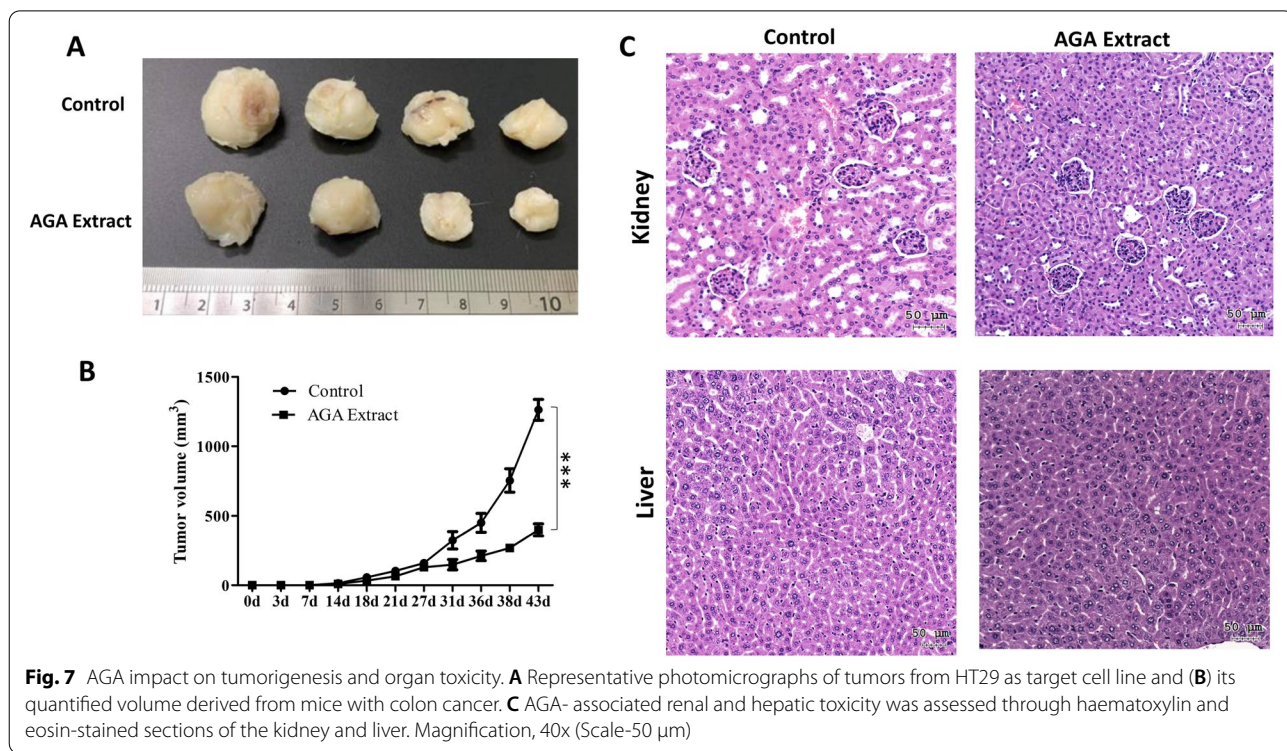 A
Control
AGA Extract
1 2 3 4 5 6 7 8 9 10
B
Tumor volume (mm³)
1500
1000
500
0
Control
AGA Extract
***
0d 3d 7d 14d 18d 21d 27d 31d 36d 38d 43d
C
Control
AGA Extract
Kidney
50 µm
50 µm
Liver
50 µm
50 µm
Fig. 7 AGA impact on tumorigenesis and organ toxicity. A Representative photomicrographs of tumors from HT29 as target cell line and (B) its
quantified volume derived from mice with colon cancer. C AGA- associated renal and hepatic toxicity was assessed through haematoxylin and
eosin-stained sections of the kidney and liver. Magnification, 40x (Scale-50 µm)